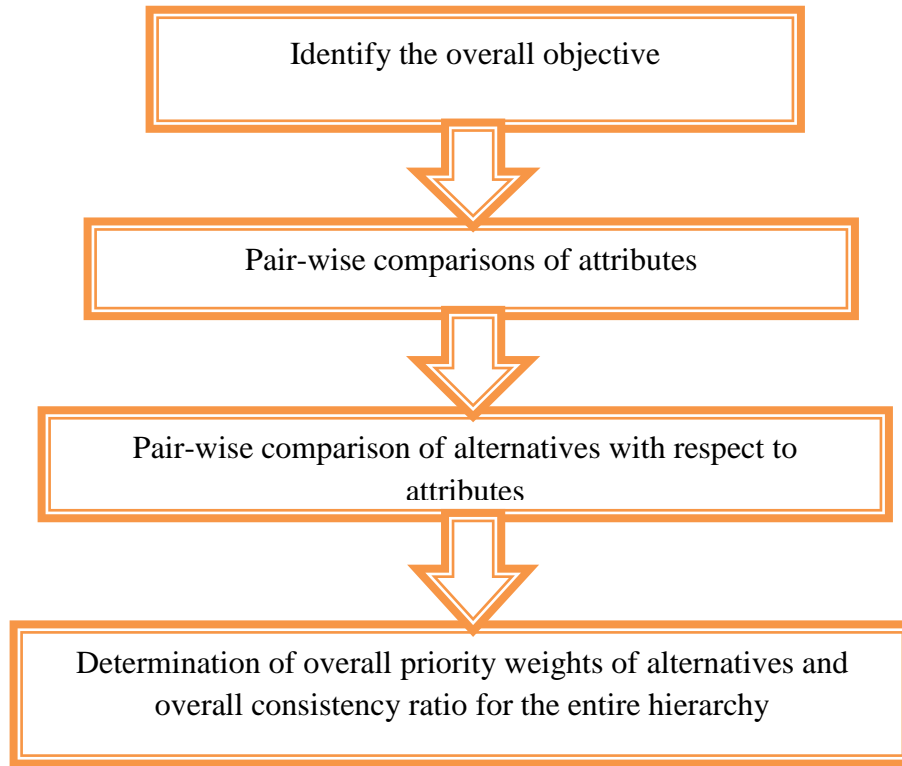 Identify the overall objective
Pair-wise comparisons of attributes
Pair-wise comparison of alternatives with respect to
attributes
Determination of overall priority weights of alternatives and
overall consistency ratio for the entire hierarchy